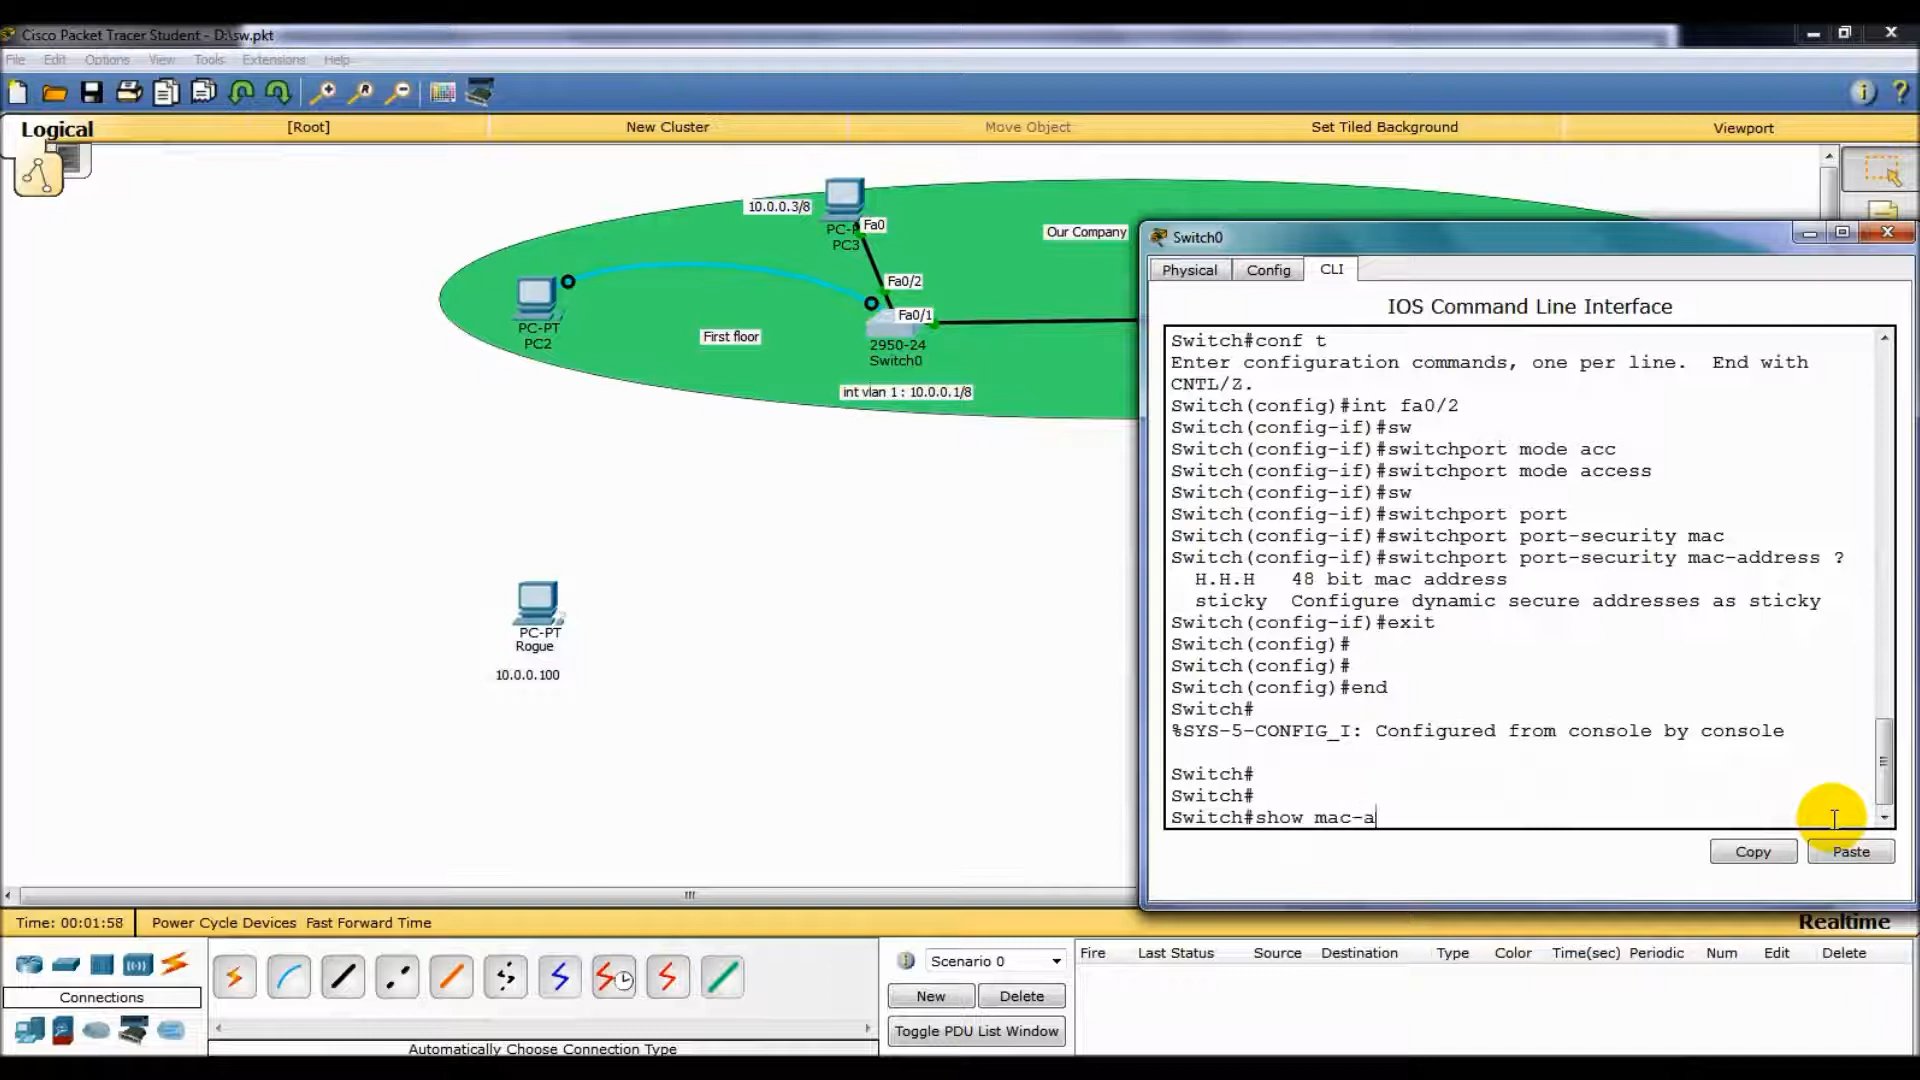 Cisco Packet Tracer Student - D:\sw.pkt
File Edit Options View Tools Extensions Help
Logical
[Root]
New Cluster
Move Object
Set Tiled Background
Viewport
10.0.0.3/8
Fa0
PC3
Our Company
Fa0/2
Fa0/1
PC-PT
PC2
First floor
2950-24
Switch0
int vlan 1 : 10.0.0.1/8
PC-PT
Rogue
10.0.0.100
Switch0
Physical
Config
CLI
IOS Command Line Interface
Switch#conf t
Enter configuration commands, one per line.  End with
CNTL/Z.
Switch(config)#int fa0/2
Switch(config-if)#sw
Switch(config-if)#switchport mode acc
Switch(config-if)#switchport mode access
Switch(config-if)#sw
Switch(config-if)#switchport port
Switch(config-if)#switchport port-security mac
Switch(config-if)#switchport port-security mac-address ?
H.H.H   48 bit mac address
sticky  Configure dynamic secure addresses as sticky
Switch(config-if)#exit
Switch(config)#
Switch(config)#
Switch(config)#end
Switch#
%SYS-5-CONFIG_I: Configured from console by console
Switch#
Switch#
Switch#show mac-a
Copy
Paste
Time: 00:01:58
Power Cycle Devices Fast Forward Time
Realtime
Connections
Automatically Choose Connection Type
Scenario 0
New
Delete
Toggle PDU List Window
Fire Last Status Source Destination Type Color Time(sec) Periodic Num Edit Delete